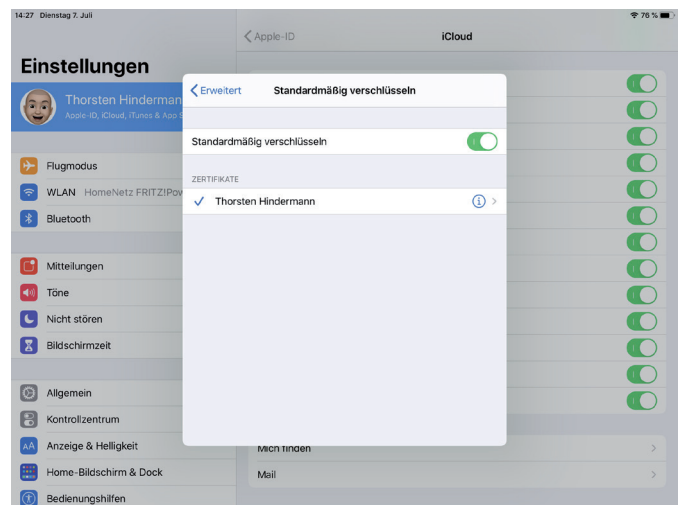 14:27 Dienstag 7. Juli
76 %
Apple-ID
iCloud
Einstellungen
Thorsten Hinderman
Apple-ID, iCloud, iTunes & App S
Flugmodus
WLAN HomeNetz FRITZ!Pow
Bluetooth
Mitteilungen
Töne
Nicht stören
Bildschirmzeit
Allgemein
Kontrollzentrum
AA Anzeige & Helligkeit
Home-Bildschirm & Dock
Bedienungshilfen
Erweitert
Standardmäßig verschlüsseln
Standardmäßig verschlüsseln
ZERTIFIKATE
Thorsten Hindermann
Mich finden
Mail